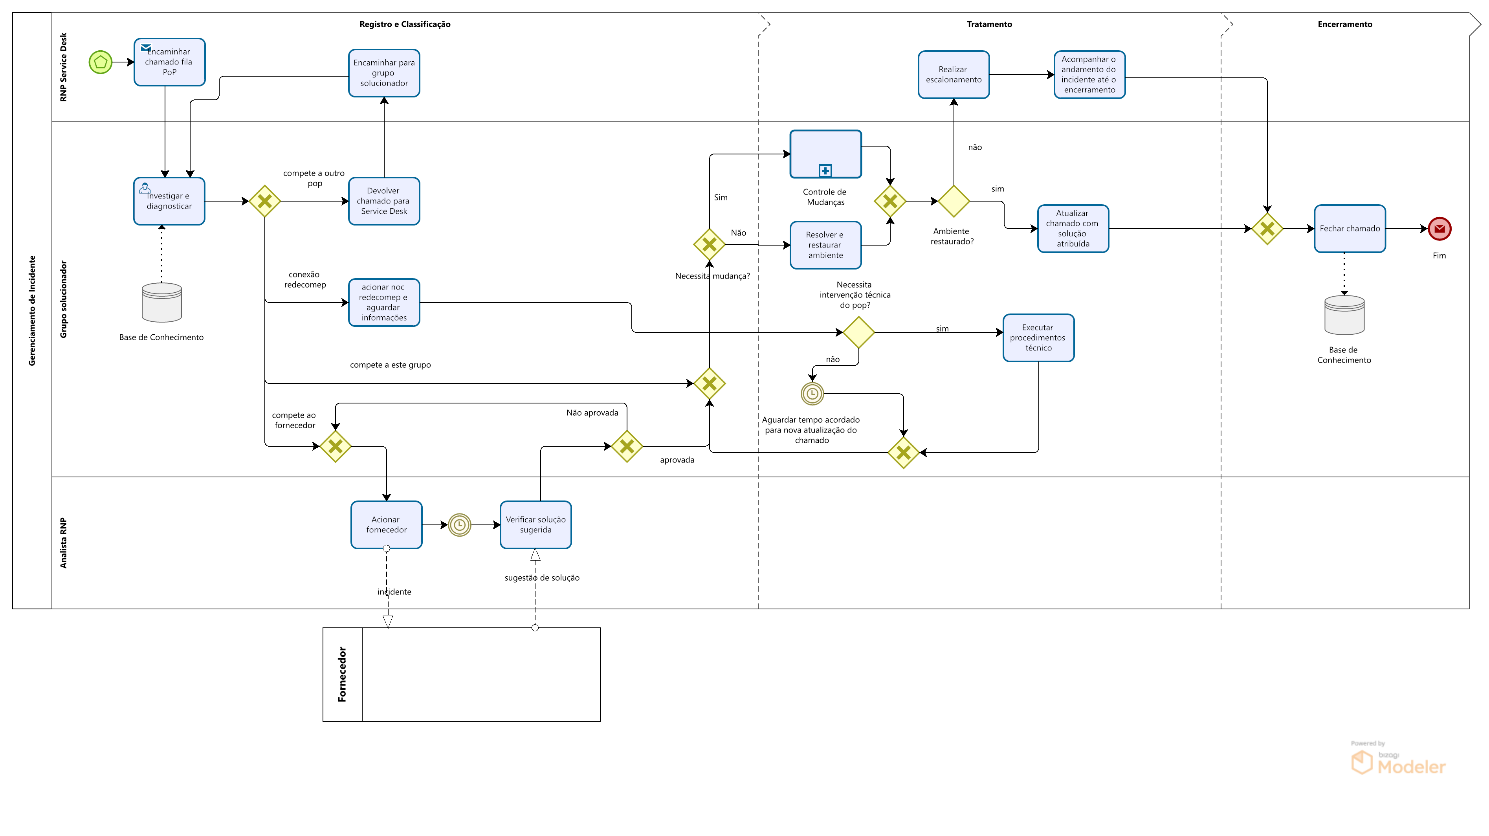 Registro e Classificação
Tratamento
Encerramento
Gerenciamento de Incidente
RNP Service Desk
Encaminhar
chamado fila
PoP
Encaminhar para
grupo
solucionador
Realizar
escalonamento
Acompanhar o
andamento do
incidente até o
encerramento
Grupo solucionador
Investigar e
diagnosticar
compete a outro
pop
Devolver
chamado para
Service Desk
Base de Conhecimento
conexão
redecomep
acionar noc
redecomep e
aguardar
informações
compete a este grupo
compete ao
fornecedor
Não aprovada
aprovada
Sim
Não
Necessita mudança?
Controle de
Mudanças
Resolver e
restaurar
ambiente
não
sim
Ambiente
restaurado?
Atualizar
chamado com
solução
atribuída
Necessita
intervenção técnica
do pop?
sim
não
Executar
procedimentos
técnico
Aguardar tempo acordado
para nova atualização do
chamado
Fechar chamado
Fim
Base de
Conhecimento
Analista RNP
Acionar
fornecedor
Verificar solução
sugerida
incidente
sugestão de solução
Fornecedor
Powered by
bizagi
Modeler